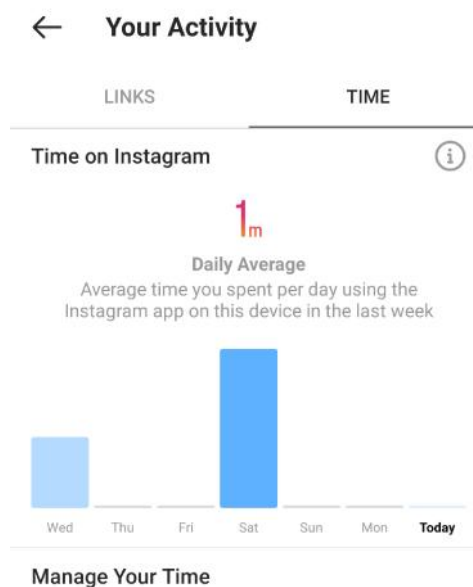 Your Activity
LINKS TIME
Time on Instagram
1m
Daily Average
Average time you spent per day using the
Instagram app on this device in the last week
Wed Thu Fri Sat Sun Mon Today
Manage Your Time